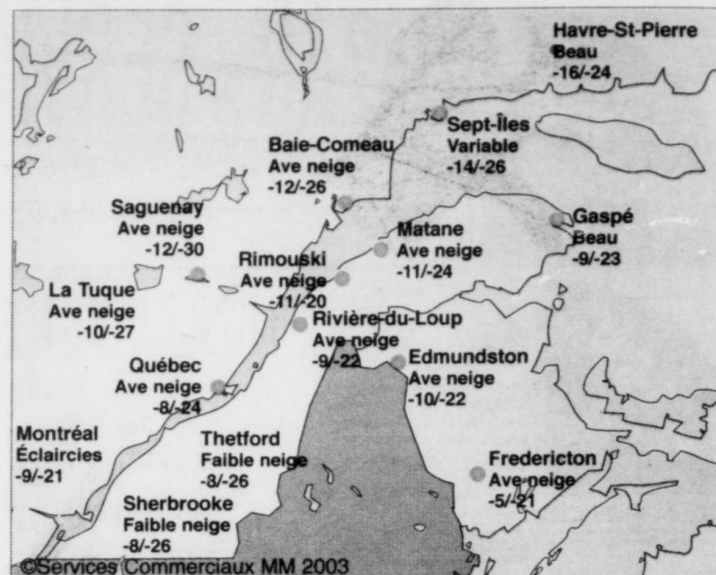 Havre-St-Pierre
Beau
-16/-24
Sept-Îles
Variable
-14/-26
Baie-Comeau
Ave neige
-12/-26
Saguenay
Ave neige
-12/-30
Gaspé
Beau
-9/-23
Matane
Ave neige
-11/-24
Rimouski
Ave neige
-11/-20
La Tuque
Ave neige
-10/-27
Rivière-du-Loup
Ave neige
-9/-22
Québec
Ave neige
-8/-24
Edmundston
Ave neige
-10/-22
Montréal
Éclaircies
-9/-21
Thetford
Faible neige
-8/-26
Fredericton
Ave neige
-5/-21
Sherbrooke
Faible neige
-8/-26
©Services Commerciaux MM 2003